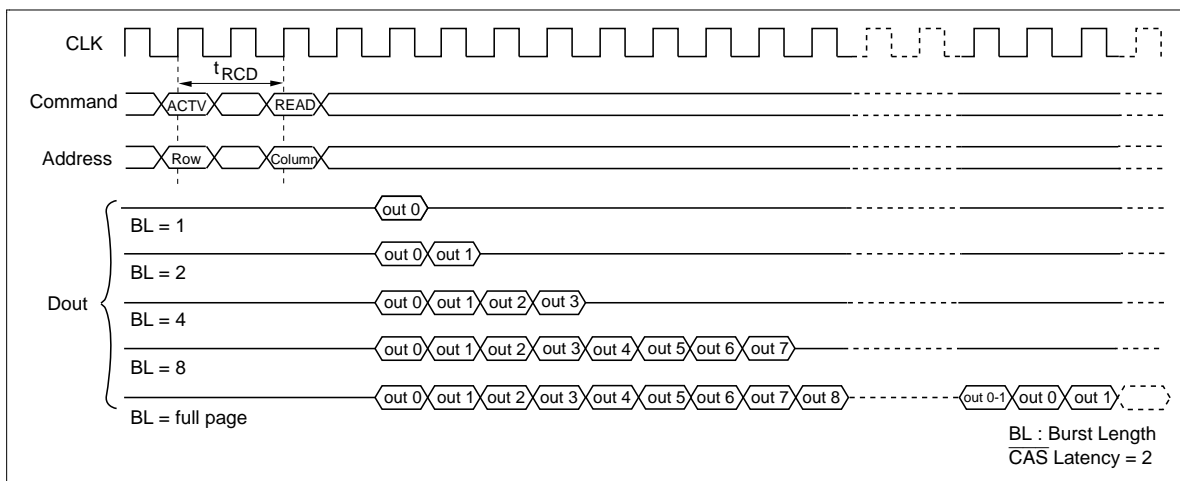 CLK
tRCD
Command ACTV READ
Address Row Column
Dout
out 0
BL = 1
out 0 out 1
BL = 2
out 0 out 1 out 2 out 3
BL = 4
out 0 out 1 out 2 out 3 out 4 out 5 out 6 out 7
BL = 8
out 0 out 1 out 2 out 3 out 4 out 5 out 6 out 7 out 8 out 0-1 out 0 out 1
BL = full page
BL : Burst Length
CAS Latency = 2